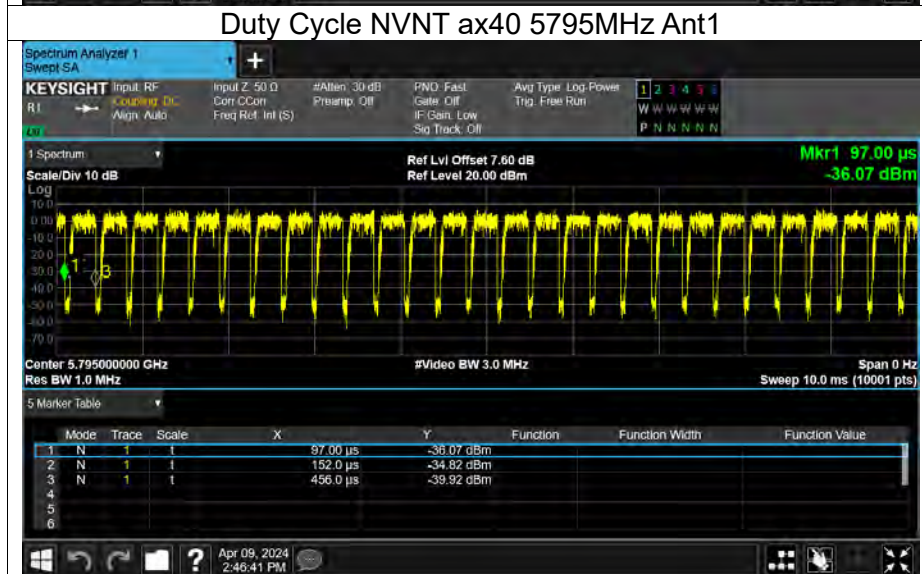 Duty Cycle NVNT ax40 5795MHz Ant1
Spectrum Analyzer 1
Swept SA
+
KEYSIGHT Input: RF Input Z: 50 Ω #Atten: 30 dB PNO: Fast Avg Type: Log-Power 1 2 3 4 5 6
Coupling: DC Corr CCorr Preamp: Off Gate: Off Trig: Free Run W W W W W W
Align: Auto Freq Ref: Int (S) IF Gain: Low P N N N N N
Sig Track: Off
1 Spectrum
Ref Lvl Offset 7.60 dB Mkr1 97.00 µs
Scale/Div 10 dB Ref Level 20.00 dBm -36.07 dBm
Log
10.0
0.00
-10.0
-20.0
-30.0
-40.0
-50.0
-60.0
-70.0
1 3
Center 5.795000000 GHz #Video BW 3.0 MHz Span 0 Hz
Res BW 1.0 MHz Sweep 10.0 ms (10001 pts)
5 Marker Table
Mode Trace Scale X Y Function Function Width Function Value
1 N 1 t 97.00 µs -36.07 dBm
2 N 1 t 152.0 µs -34.82 dBm
3 N 1 t 456.0 µs -39.92 dBm
4
5
6
? Apr 09, 2024
2:46:41 PM